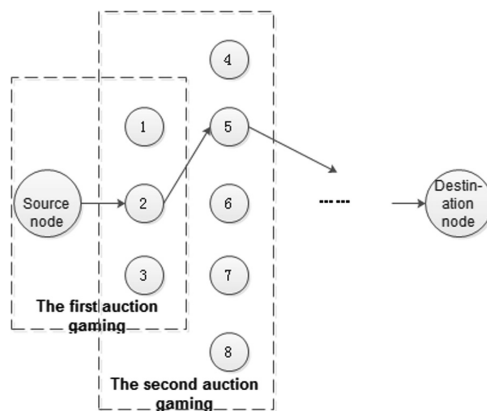 4
1
5
Source
node
2
6
......
Destin-
ation
node
3
7
The first auction
gaming
8
The second auction
gaming